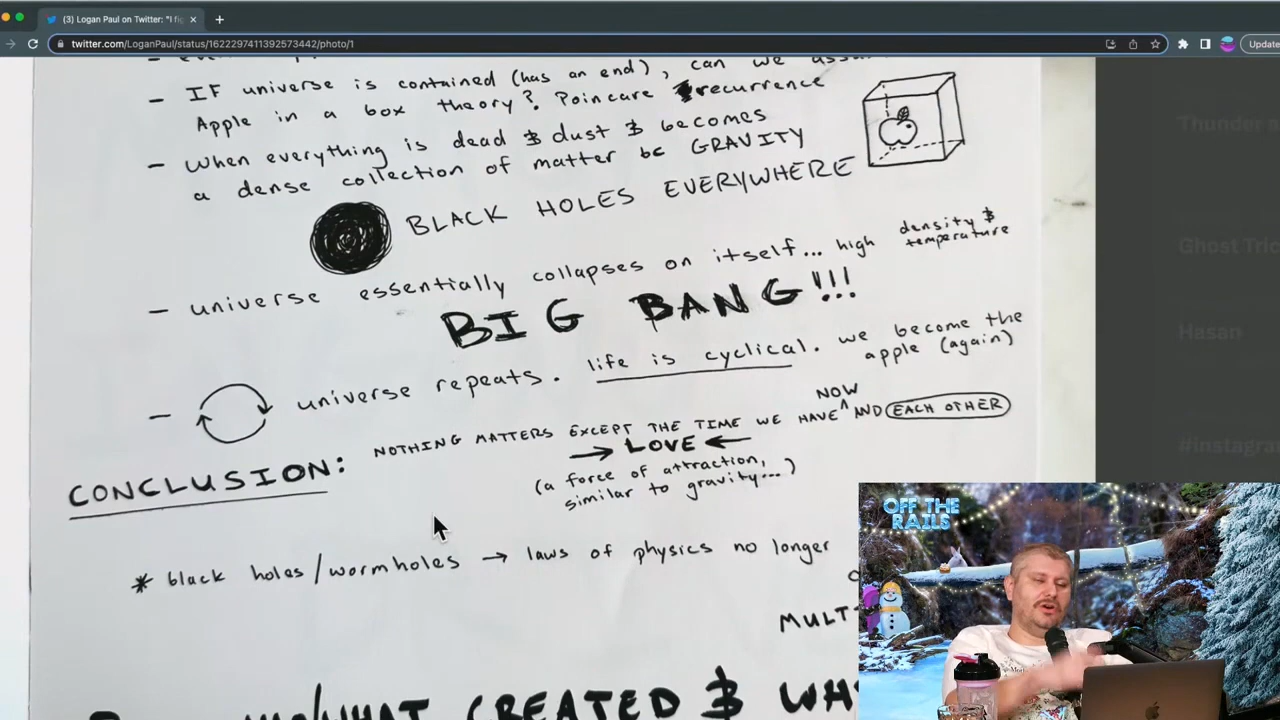 (3) Logan Paul on Twitter: "I fi
twitter.com/LoganPaul/status/1622297411392573442/photo/1
Update
- IF universe is contained (has an end), can we
Apple in a box theory? Poincare recurrence
- When everything is dead $ dust $ becomes
a dense collection of matter bc GRAVITY
BLACK HOLES EVERYWHERE
- universe essentially collapses on itself... high density $ temperature
BIG BANG!!!
- universe repeats. life is cyclical. we become the
apple (again)
NOW
CONCLUSION: NOTHING MATTERS EXCEPT THE TIME WE HAVE ^ AND EACH OTHER
→ LOVE ←
(a force of attraction,
similar to gravity...)
* black holes/wormholes → laws of physics no longer
MULT
WHAT CREATED $ WH
Thunder
Ghost Tric
Hasan
#instagra
OFF THE
RAILS